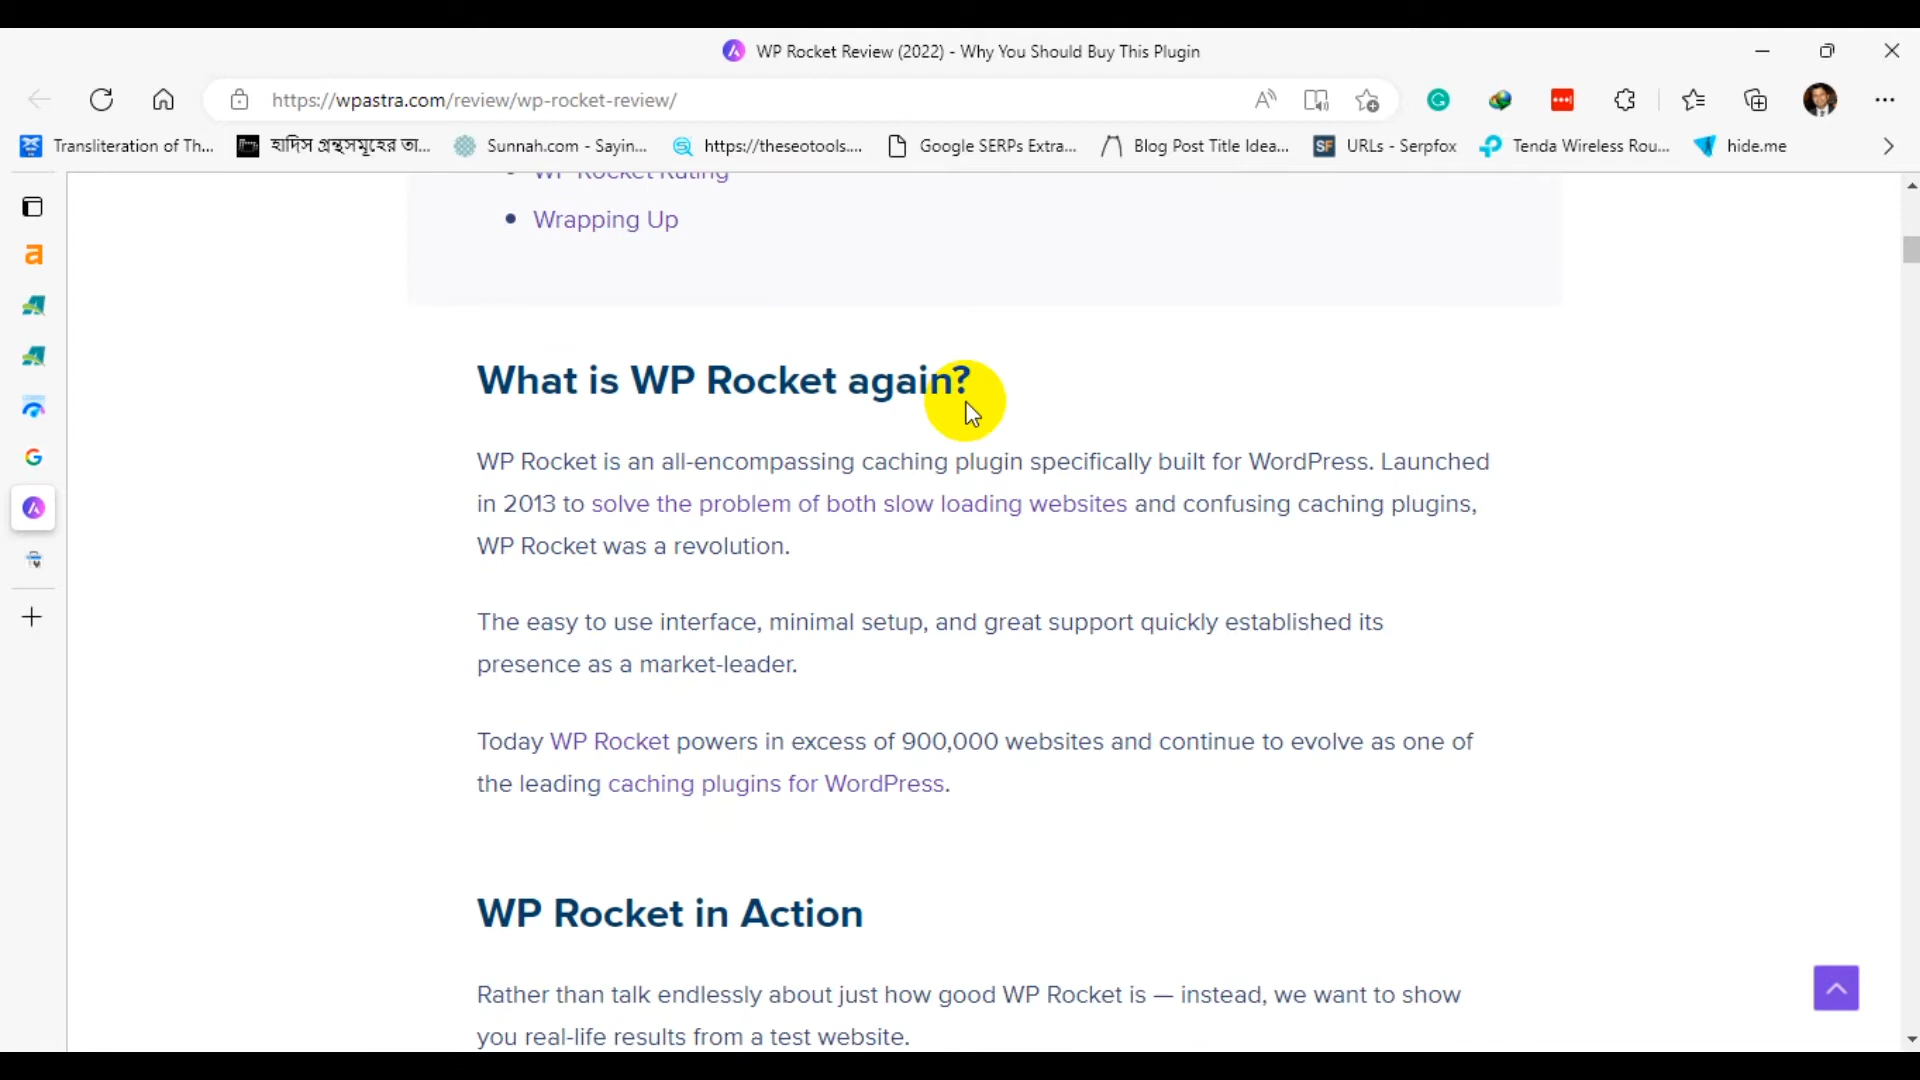 WP Rocket Review (2022) - Why You Should Buy This Plugin
https://wpastra.com/review/wp-rocket-review/
Transliteration of Th... হাদিস গ্রন্থসমূহের তা... Sunnah.com - Sayin... https://theseotools.... Google SERPs Extra... Blog Post Title Idea... SF URLs - Serpfox Tenda Wireless Rou... hide.me
WP Rocket Rating
Wrapping Up
What is WP Rocket again?
WP Rocket is an all-encompassing caching plugin specifically built for WordPress. Launched
in 2013 to solve the problem of both slow loading websites and confusing caching plugins,
WP Rocket was a revolution.
The easy to use interface, minimal setup, and great support quickly established its
presence as a market-leader.
Today WP Rocket powers in excess of 900,000 websites and continue to evolve as one of
the leading caching plugins for WordPress.
WP Rocket in Action
Rather than talk endlessly about just how good WP Rocket is — instead, we want to show
you real-life results from a test website.